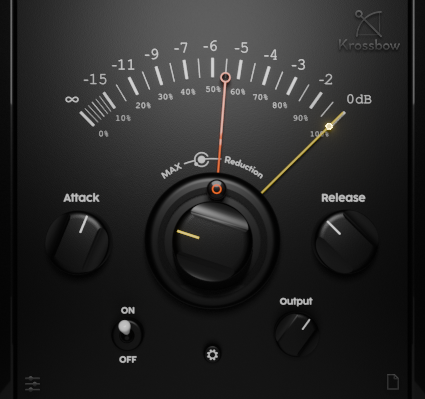 Krossbow
∞ -15 -11 -9 -7 -6 -5 -4 -3 -2 0dB
0% 10% 20% 30% 40% 50% 60% 70% 80% 90% 100%
MAX Reduction
Attack
Release
ON
OFF
Output